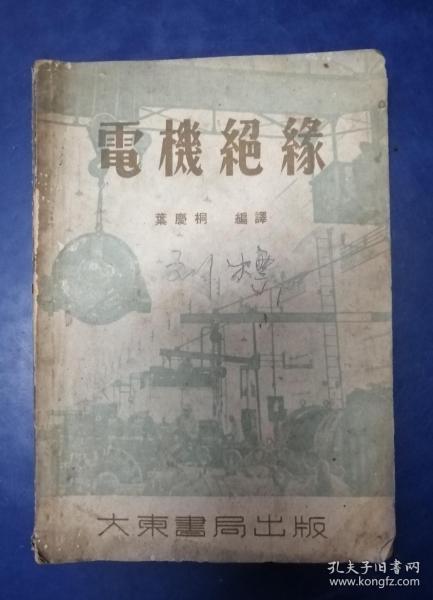 電機絕緣
葉慶桐 編譯
大東書局出版
孔夫子旧书网
www.kongfz.com